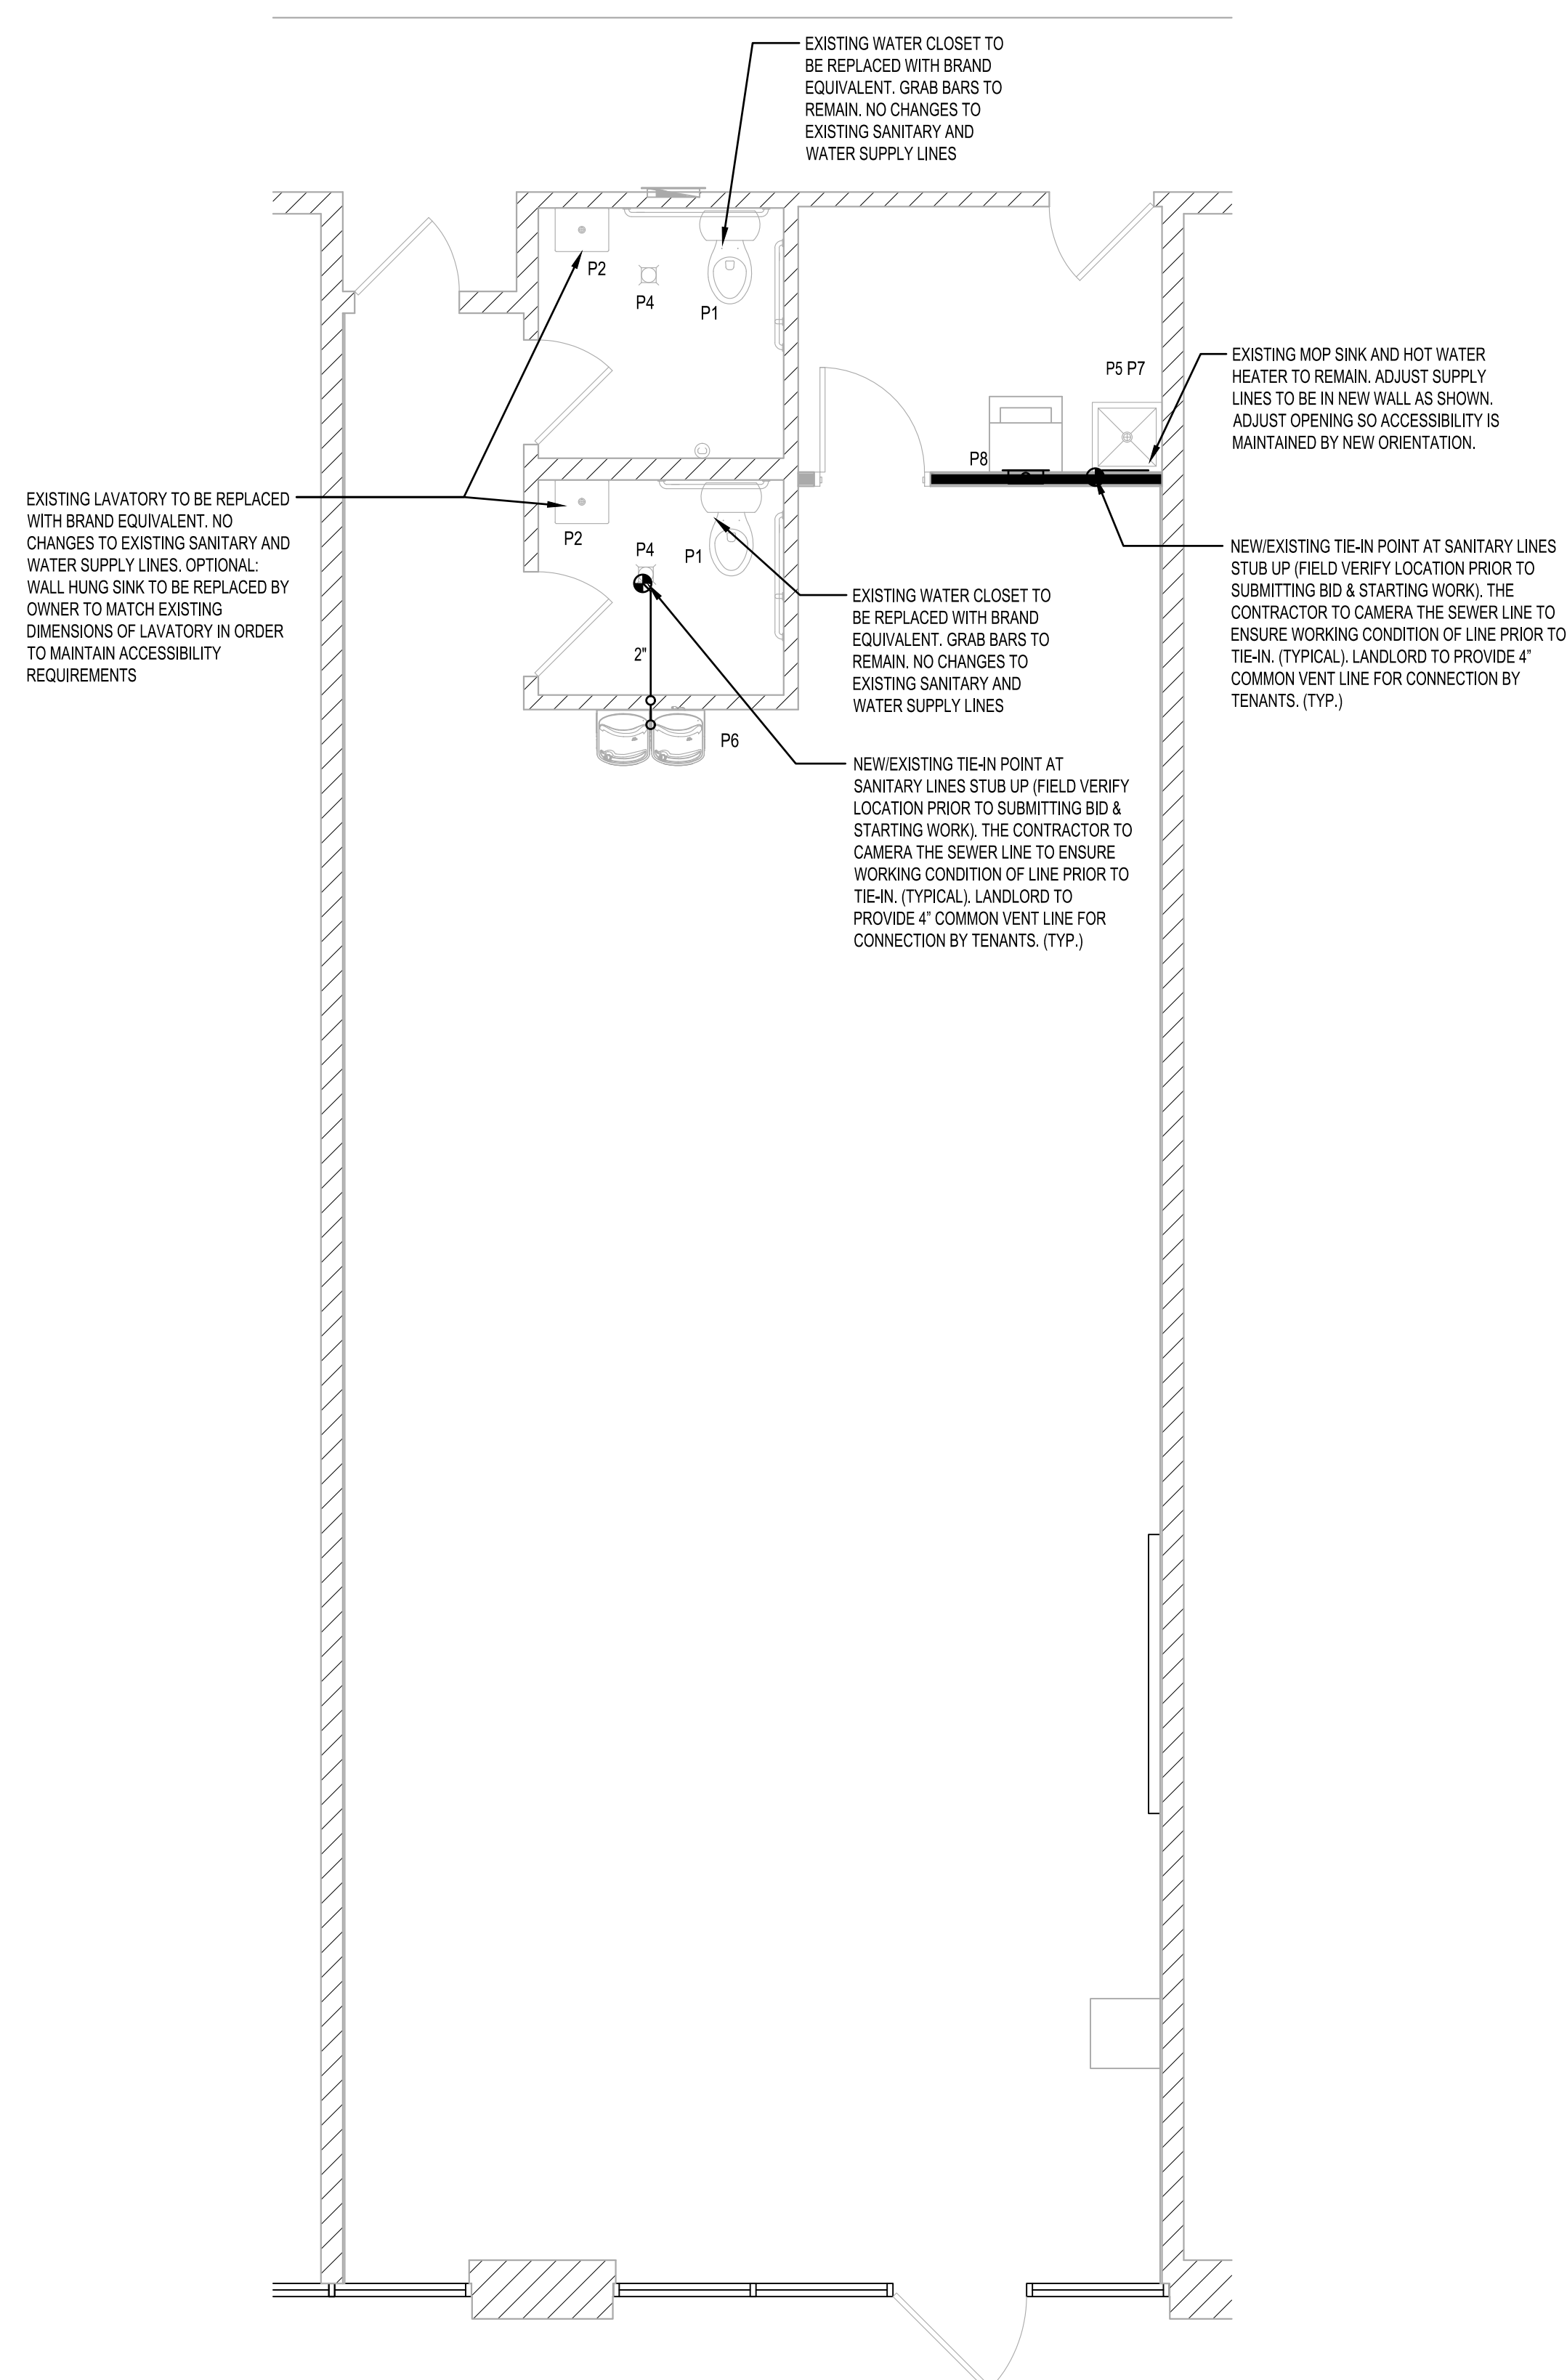 EXISTING WATER CLOSET TO
BE REPLACED WITH BRAND
EQUIVALENT. GRAB BARS TO
REMAIN. NO CHANGES TO
EXISTING SANITARY AND
WATER SUPPLY LINES
P2
P4
P1
P5 P7
EXISTING MOP SINK AND HOT WATER
HEATER TO REMAIN. ADJUST SUPPLY
LINES TO BE IN NEW WALL AS SHOWN.
ADJUST OPENING SO ACCESSIBILITY IS
MAINTAINED BY NEW ORIENTATION.
P8
EXISTING LAVATORY TO BE REPLACED
WITH BRAND EQUIVALENT. NO
CHANGES TO EXISTING SANITARY AND
WATER SUPPLY LINES. OPTIONAL:
WALL HUNG SINK TO BE REPLACED BY
OWNER TO MATCH EXISTING
DIMENSIONS OF LAVATORY IN ORDER
TO MAINTAIN ACCESSIBILITY
REQUIREMENTS
P2
P4
P1
2"
NEW/EXISTING TIE-IN POINT AT SANITARY LINES
STUB UP (FIELD VERIFY LOCATION PRIOR TO
SUBMITTING BID & STARTING WORK). THE
CONTRACTOR TO CAMERA THE SEWER LINE TO
ENSURE WORKING CONDITION OF LINE PRIOR TO
TIE-IN. (TYPICAL). LANDLORD TO PROVIDE 4”
COMMON VENT LINE FOR CONNECTION BY
TENANTS. (TYP.)
EXISTING WATER CLOSET TO
BE REPLACED WITH BRAND
EQUIVALENT. GRAB BARS TO
REMAIN. NO CHANGES TO
EXISTING SANITARY AND
WATER SUPPLY LINES
P6
NEW/EXISTING TIE-IN POINT AT
SANITARY LINES STUB UP (FIELD VERIFY
LOCATION PRIOR TO SUBMITTING BID &
STARTING WORK). THE CONTRACTOR TO
CAMERA THE SEWER LINE TO ENSURE
WORKING CONDITION OF LINE PRIOR TO
TIE-IN. (TYPICAL). LANDLORD TO
PROVIDE 4” COMMON VENT LINE FOR
CONNECTION BY TENANTS. (TYP.)